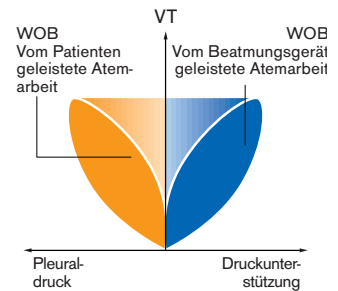 VT
WOB
Vom Patienten
geleistete Atem-
arbeit
WOB
Vom Beatmungsgerät
geleistete Atemarbeit
Pleural-
druck
Druckunter-
stützung